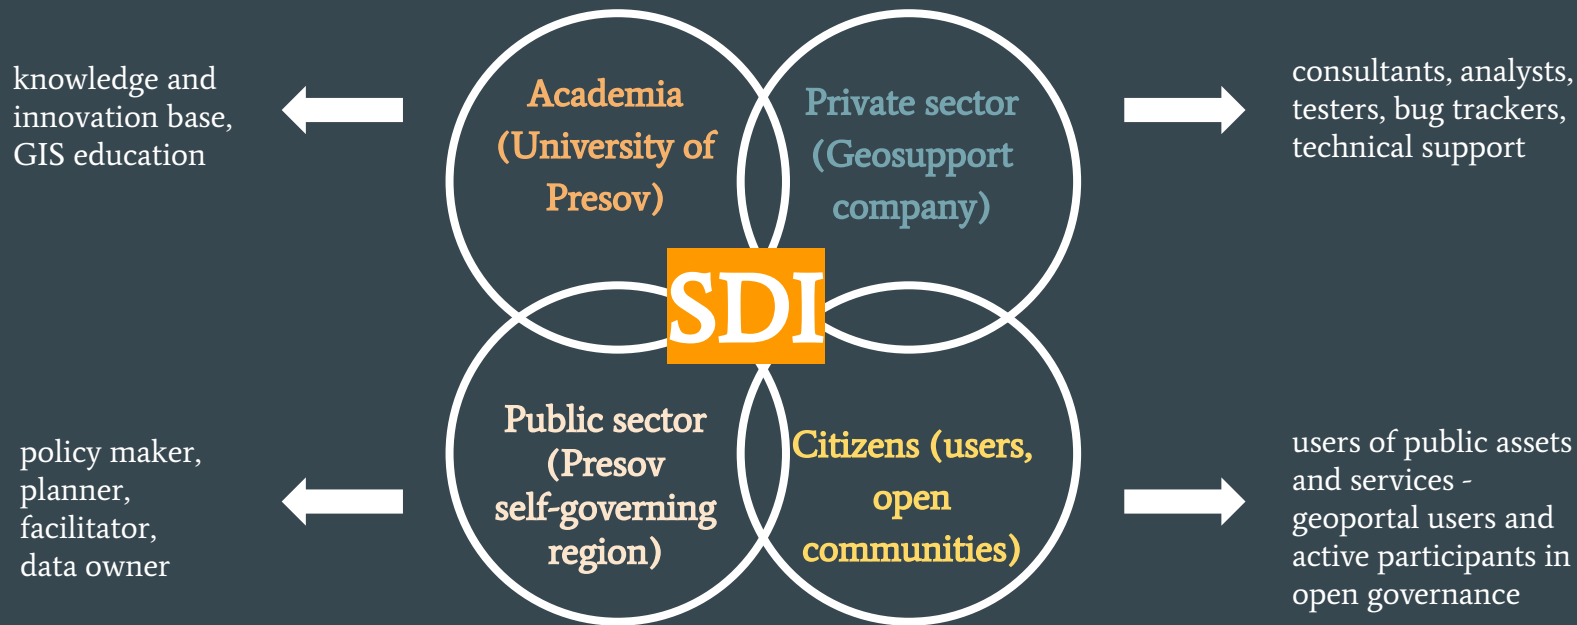 knowledge and
innovation base,
GIS education
Academia
(University of
Presov)
Private sector
(Geosupport
company)
consultants, analysts,
testers, bug trackers,
technical support
SDI
policy maker,
planner,
facilitator,
data owner
Public sector
(Presov
self-governing
region)
Citizens (users,
open
communities)
users of public assets
and services -
geoportal users and
active participants in
open governance